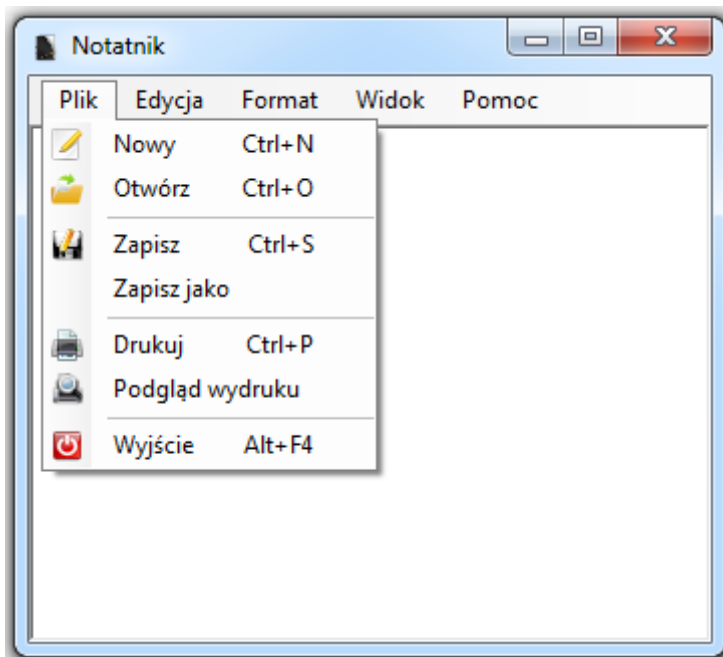 Notatnik
Plik Edycja Format Widok Pomoc
Nowy Ctrl+N
Otwórz Ctrl+O
Zapisz Ctrl+S
Zapisz jako
Drukuj Ctrl+P
Podgląd wydruku
Wyjście Alt+F4